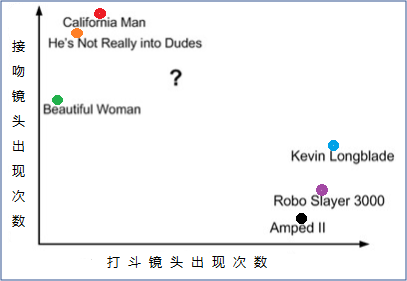 California Man
He's Not Really into Dudes
?
Beautiful Woman
接吻镜头出现次数
Kevin Longblade
Robo Slayer 3000
Amped II
打斗镜头出现次数